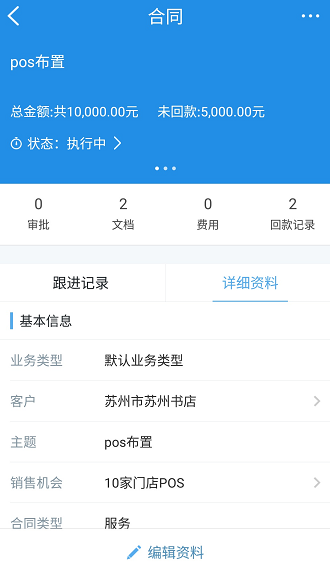 合同
pos布置
总金额:共10,000.00元 未回款:5,000.00元
状态：执行中
0 2 0 2
审批 文档 费用 回款记录
跟进记录 详细资料
基本信息
业务类型 默认业务类型
客户 苏州市苏州书店
主题 pos布置
销售机会 10家门店POS
合同类型 服务
编辑资料